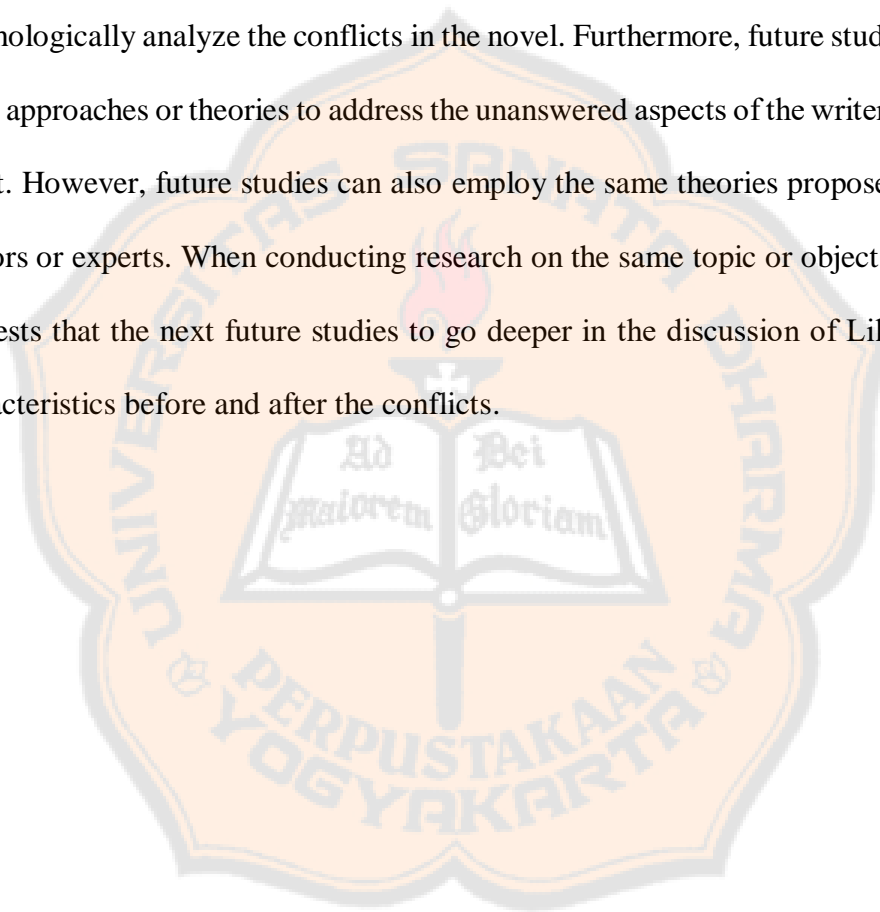 nologically analyze the conflicts in the novel. Furthermore, future stud
approaches or theories to address the unanswered aspects of the writer
t. However, future studies can also employ the same theories propose
ors or experts. When conducting research on the same topic or object
ests that the next future studies to go deeper in the discussion of Lil
acteristics before and after the conflicts.
UNIVERSITAS SANATA DHARMA
Ad
Maiorem
Dei
Gloriam
PERPUSTAKAAN
YOGYAKARTA